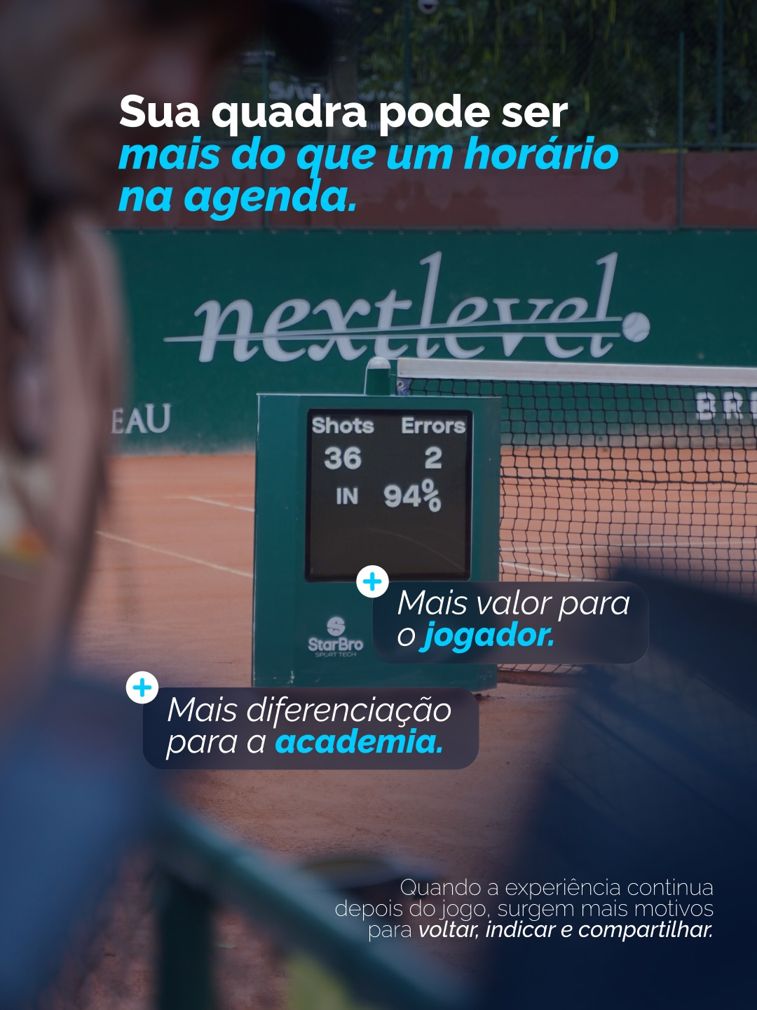 Sua quadra pode ser
mais do que um horário
na agenda.
nextlevel
EAU
BRE
Shots Errors
36 2
IN 94%
StarBro
SPORT TECH
Mais valor para
o jogador.
Mais diferenciação
para a academia.
Quando a experiência continua
depois do jogo, surgem mais motivos
para voltar, indicar e compartilhar.